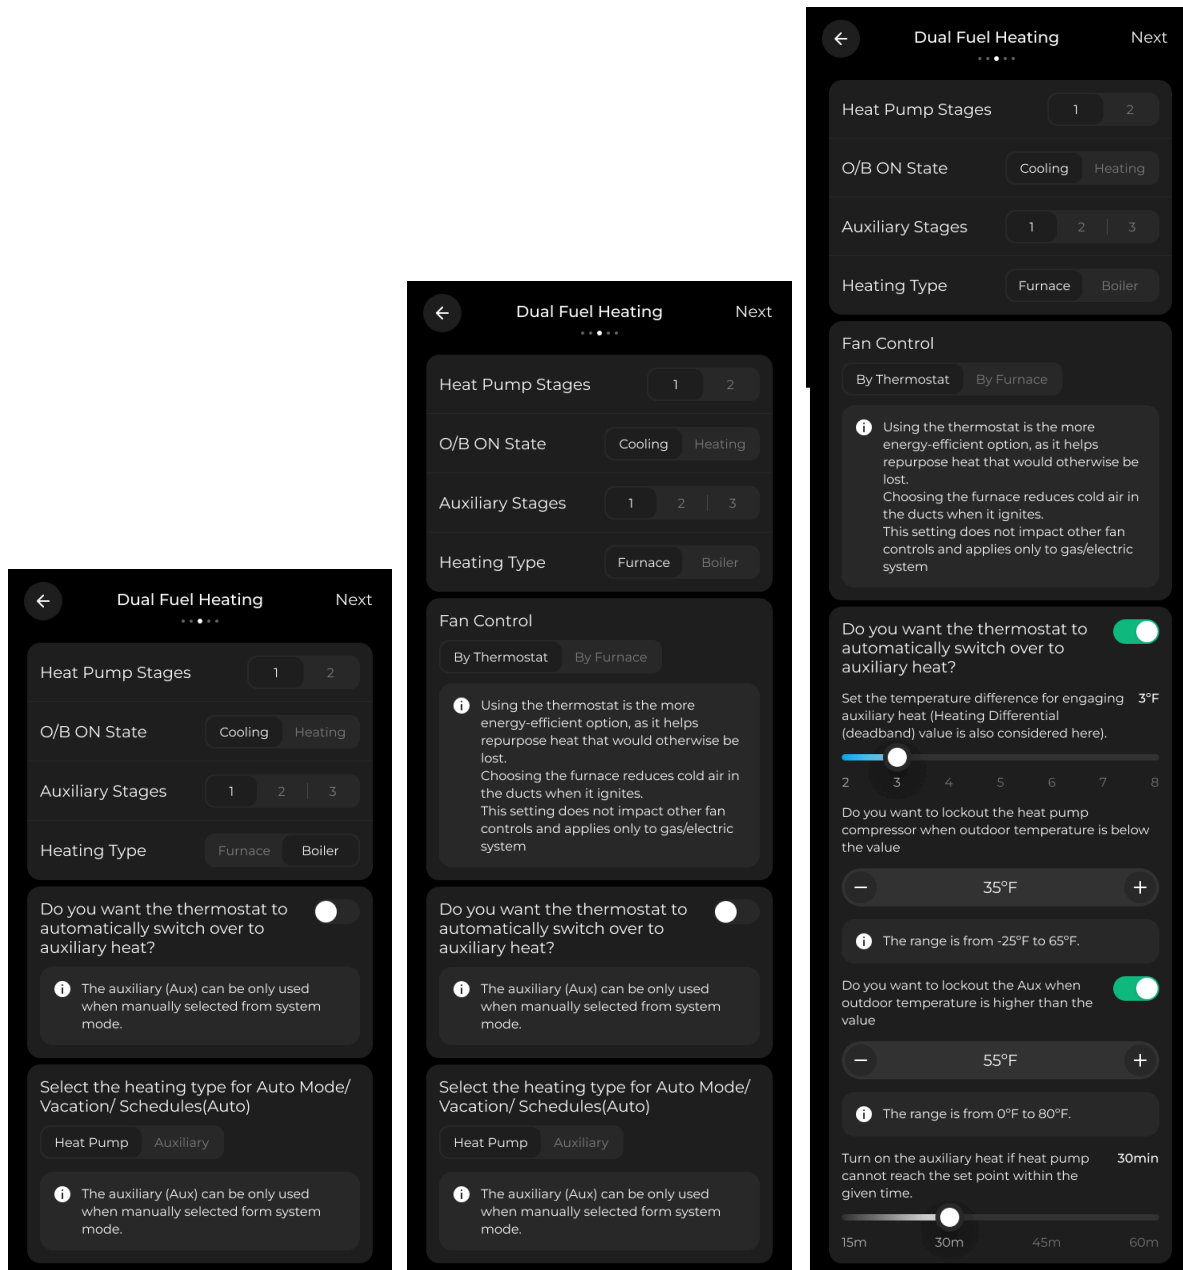 Dual Fuel Heating
Next
Heat Pump Stages
1
2
O/B ON State
Cooling
Heating
Auxiliary Stages
1
2
3
Heating Type
Furnace
Boiler
Do you want the thermostat to
automatically switch over to
auxiliary heat?
The auxiliary (Aux) can be only used
when manually selected from system
mode.
Select the heating type for Auto Mode/
Vacation/ Schedules(Auto)
Heat Pump
Auxiliary
The auxiliary (Aux) can be only used
when manually selected form system
mode.
Dual Fuel Heating
Next
Heat Pump Stages
1
2
O/B ON State
Cooling
Heating
Auxiliary Stages
1
2
3
Heating Type
Furnace
Boiler
Fan Control
By Thermostat
By Furnace
Using the thermostat is the more
energy-efficient option, as it helps
repurpose heat that would otherwise be
lost.
Choosing the furnace reduces cold air in
the ducts when it ignites.
This setting does not impact other fan
controls and applies only to gas/electric
system
Do you want the thermostat to
automatically switch over to
auxiliary heat?
The auxiliary (Aux) can be only used
when manually selected from system
mode.
Select the heating type for Auto Mode/
Vacation/ Schedules(Auto)
Heat Pump
Auxiliary
The auxiliary (Aux) can be only used
when manually selected form system
mode.
Dual Fuel Heating
Next
Heat Pump Stages
1
2
O/B ON State
Cooling
Heating
Auxiliary Stages
1
2
3
Heating Type
Furnace
Boiler
Fan Control
By Thermostat
By Furnace
Using the thermostat is the more
energy-efficient option, as it helps
repurpose heat that would otherwise be
lost.
Choosing the furnace reduces cold air in
the ducts when it ignites.
This setting does not impact other fan
controls and applies only to gas/electric
system
Do you want the thermostat to
automatically switch over to
auxiliary heat?
Set the temperature difference for engaging
auxiliary heat (Heating Differential
(deadband) value is also considered here).
3°F
2
3
4
5
6
7
8
Do you want to lockout the heat pump
compressor when outdoor temperature is below
the value
35°F
The range is from -25°F to 65°F.
Do you want to lockout the Aux when
outdoor temperature is higher than the
value
55°F
The range is from 0°F to 80°F.
Turn on the auxiliary heat if heat pump
cannot reach the set point within the
given time.
30min
15m
30m
45m
60m